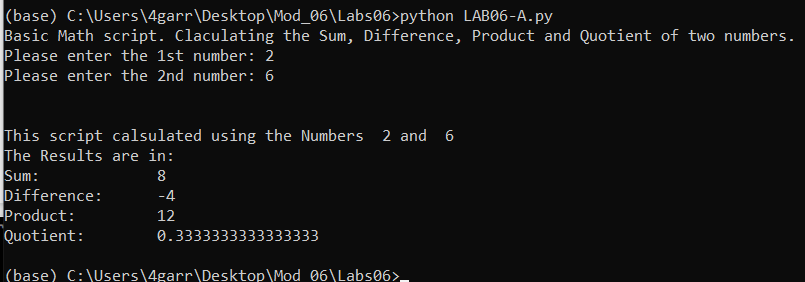 (base) C:\Users\4garr\Desktop\Mod_06\Labs06>python LAB06-A.py
Basic Math script. Claculating the Sum, Difference, Product and Quotient of two numbers.
Please enter the 1st number: 2
Please enter the 2nd number: 6
This script calsulated using the Numbers  2 and  6
The Results are in:
Sum:            8
Difference:     -4
Product:        12
Quotient:       0.3333333333333333
(base) C:\Users\4garr\Desktop\Mod_06\Labs06>_